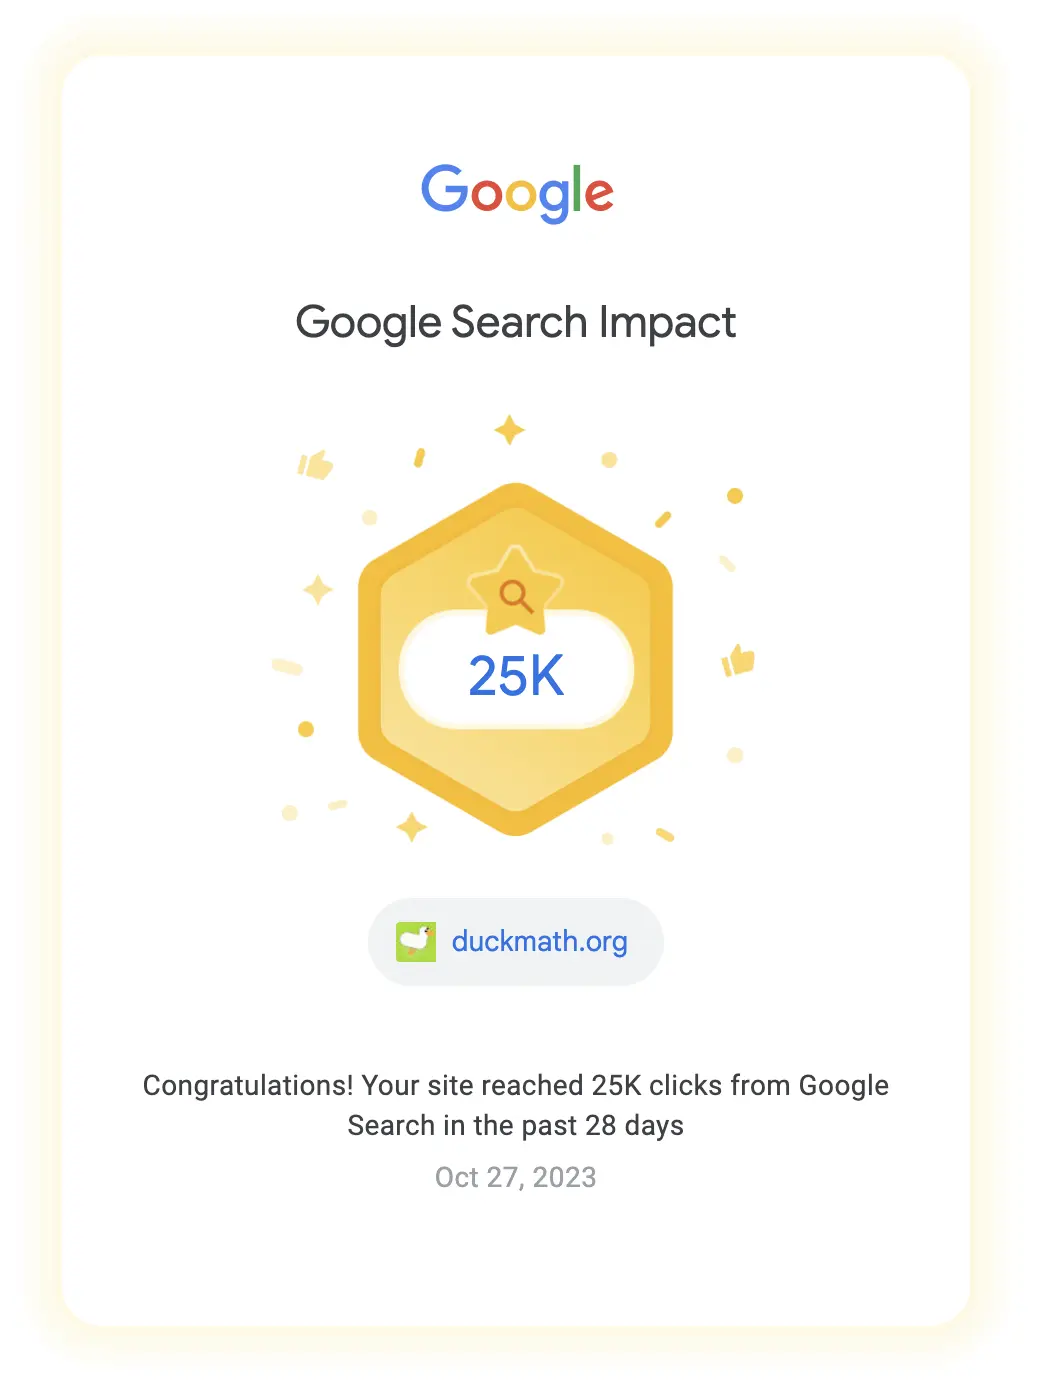 Google
Google Search Impact
25K
duckmath.org
Congratulations! Your site reached 25K clicks from Google
Search in the past 28 days
Oct 27, 2023